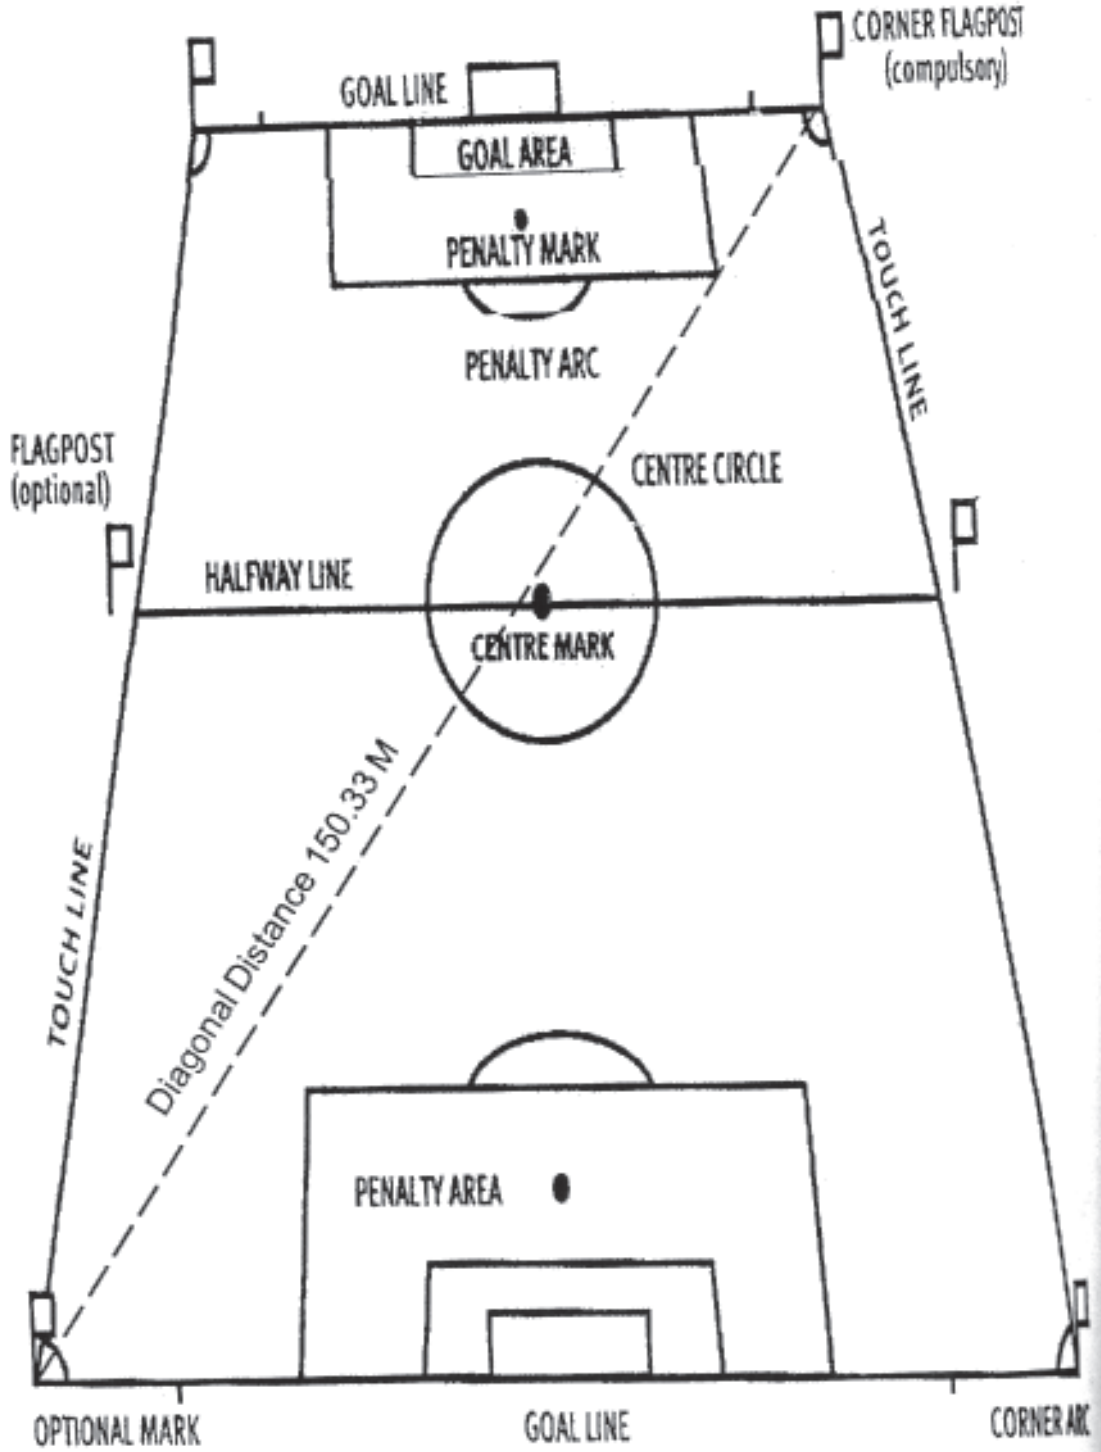 CORNER FLAGPOST
(compulsory)
GOAL LINE
GOAL AREA
PENALTY MARK
TOUCH LINE
PENALTY ARC
FLAGPOST
(optional)
CENTRE CIRCLE
HALFWAY LINE
CENTRE MARK
Diagonal Distance 150.33 M
TOUCH LINE
PENALTY AREA
OPTIONAL MARK
GOAL LINE
CORNER ARC